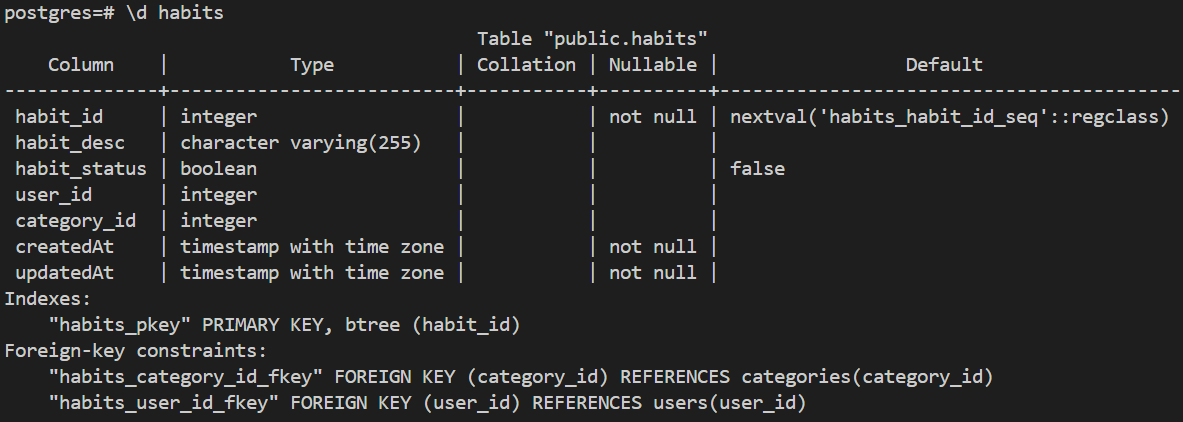 postgres=# \d habits
                                        Table "public.habits"
    Column    |           Type           | Collation | Nullable |                 Default
--------------+--------------------------+-----------+----------+------------------------------------------
 habit_id     | integer                  |           | not null | nextval('habits_habit_id_seq'::regclass)
 habit_desc   | character varying(255)   |           |          |
 habit_status | boolean                  |           |          | false
 user_id      | integer                  |           |          |
 category_id  | integer                  |           |          |
 createdAt    | timestamp with time zone |           | not null |
 updatedAt    | timestamp with time zone |           | not null |
Indexes:
    "habits_pkey" PRIMARY KEY, btree (habit_id)
Foreign-key constraints:
    "habits_category_id_fkey" FOREIGN KEY (category_id) REFERENCES categories(category_id)
    "habits_user_id_fkey" FOREIGN KEY (user_id) REFERENCES users(user_id)